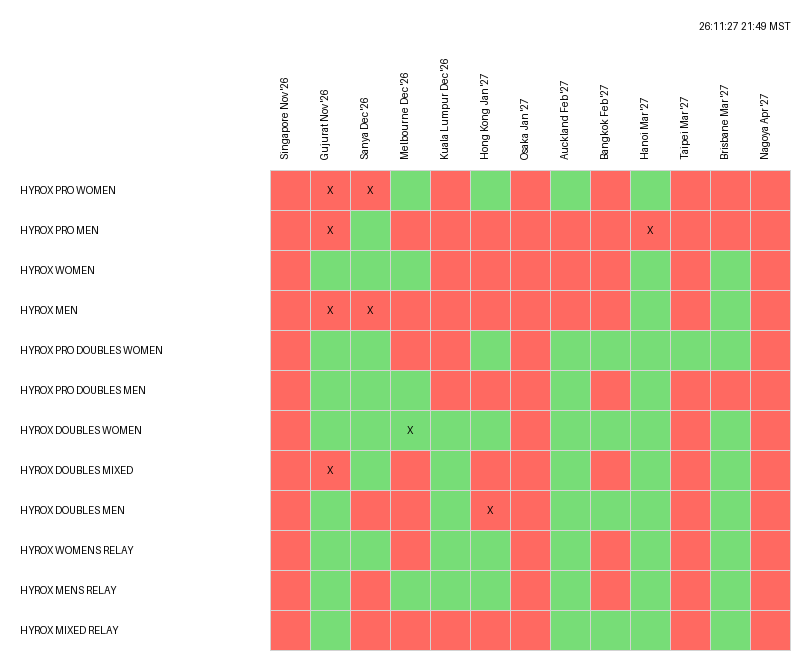 26:11:27 21:49 MST
Singapore Nov '26
Gujurat Nov '26
Sanya Dec '26
Melbourne Dec '26
Kuala Lumpur Dec '26
Hong Kong Jan '27
Osaka Jan '27
Auckland Feb '27
Bangkok Feb '27
Hanoi Mar '27
Taipei Mar '27
Brisbane Mar '27
Nagoya Apr '27
HYROX PRO WOMEN X X
HYROX PRO MEN X X
HYROX WOMEN
HYROX MEN X X
HYROX PRO DOUBLES WOMEN
HYROX PRO DOUBLES MEN
HYROX DOUBLES WOMEN X
HYROX DOUBLES MIXED X
HYROX DOUBLES MEN X
HYROX WOMENS RELAY
HYROX MENS RELAY
HYROX MIXED RELAY